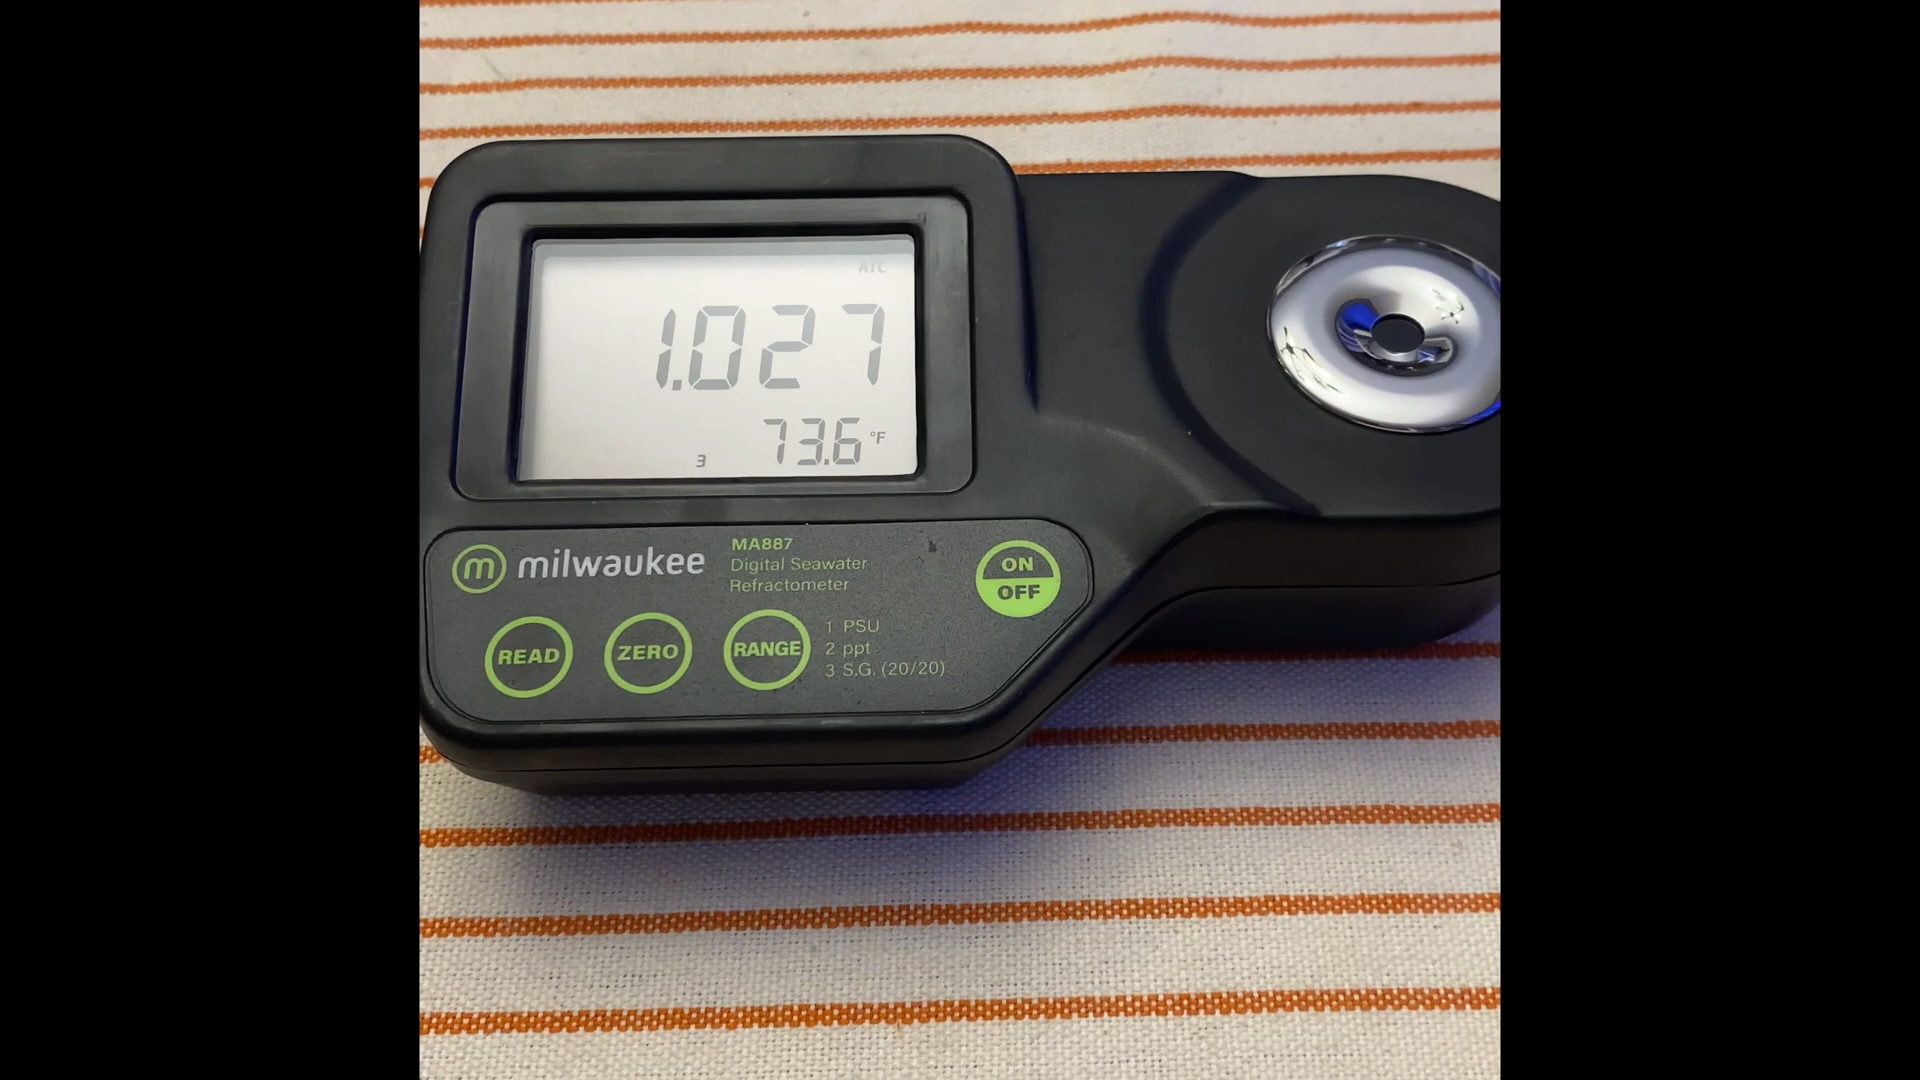 ATC
1.027
73.6 °F
3
m milwaukee
MA887
Digital Seawater
Refractometer
ON
OFF
READ
ZERO
RANGE
1 PSU
2 ppt
3 S.G. (20/20)